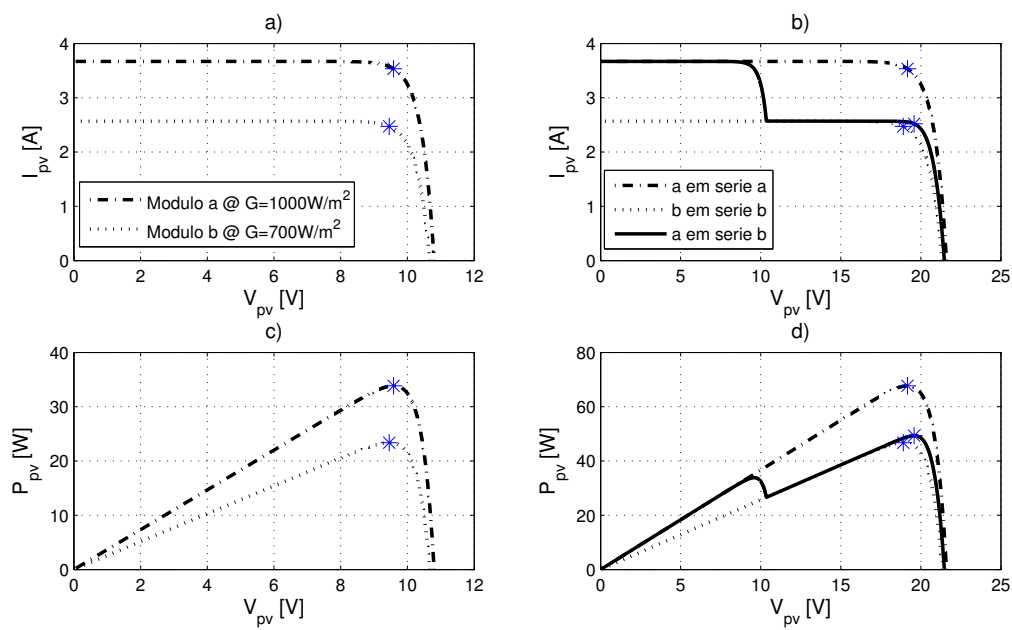 a)
I_pv [A]
4
3
2
1
0
Modulo a @ G=1000W/m^2
Modulo b @ G=700W/m^2
0 2 4 6 8 10 12
V_pv [V]
b)
I_pv [A]
4
3
2
1
0
a em serie a
b em serie b
a em serie b
0 5 10 15 20 25
V_pv [V]
c)
P_pv [W]
40
30
20
10
0
0 2 4 6 8 10 12
V_pv [V]
d)
P_pv [W]
80
60
40
20
0
0 5 10 15 20 25
V_pv [V]